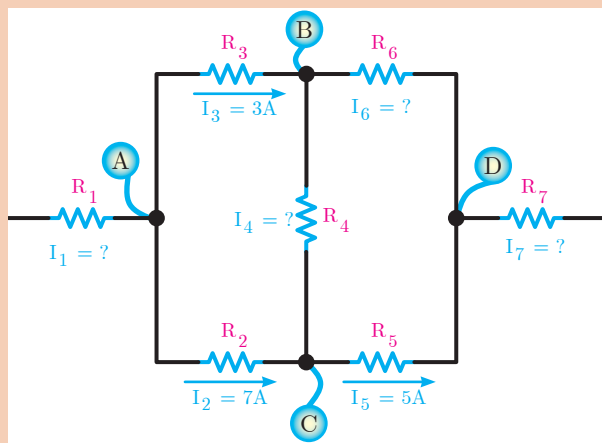 B
R₃
R₆
I₃ = 3A
I₆ = ?
A
D
R₁
R₇
I₄ = ?
R₄
I₁ = ?
I₇ = ?
R₂
R₅
I₂ = 7A
I₅ = 5A
C